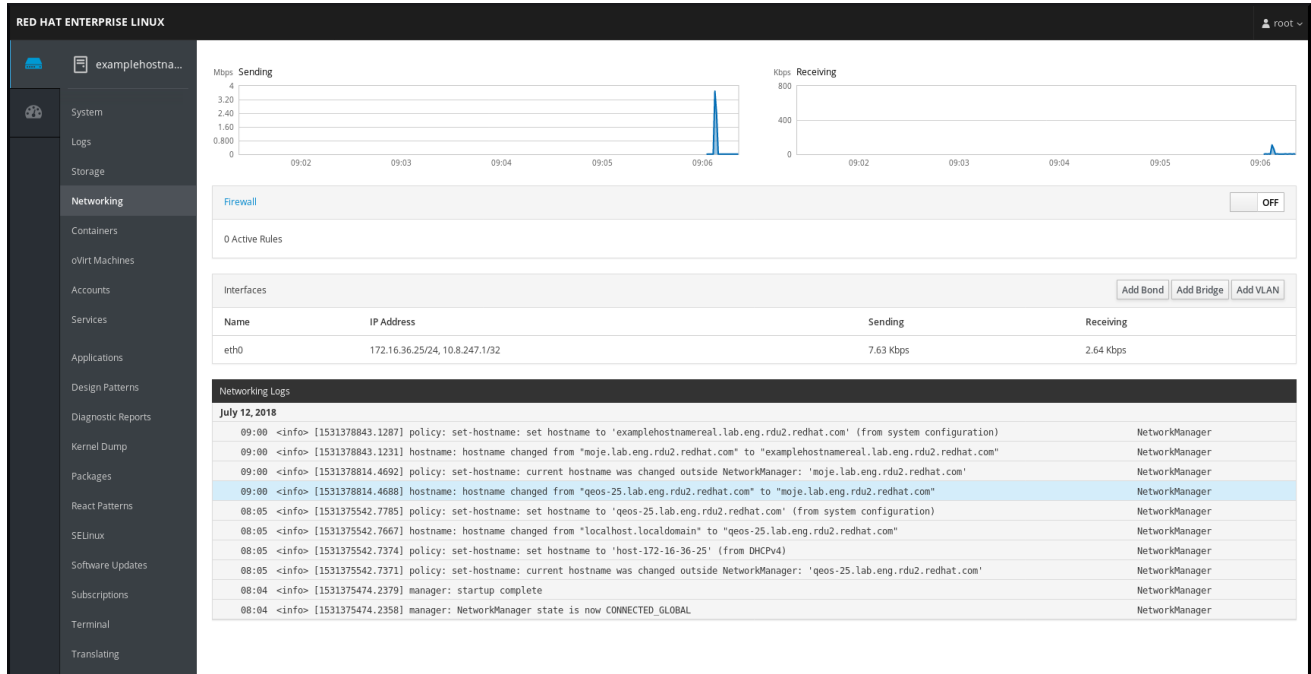 RED HAT ENTERPRISE LINUX
root
examplehostna...
System
Logs
Storage
Networking
Containers
oVirt Machines
Accounts
Services
Applications
Design Patterns
Diagnostic Reports
Kernel Dump
Packages
React Patterns
SELinux
Software Updates
Subscriptions
Terminal
Translating
Mbps Sending
4
3.20
2.40
1.60
0.800
0
09:02 09:03 09:04 09:05 09:06
Kbps Receiving
800
400
0
09:02 09:03 09:04 09:05 09:06
Firewall OFF
0 Active Rules
Interfaces Add Bond Add Bridge Add VLAN
Name IP Address Sending Receiving
eth0 172.16.36.25/24, 10.8.247.1/32 7.63 Kbps 2.64 Kbps
Networking Logs
July 12, 2018
09:00 <info> [1531378843.1287] policy: set-hostname: set hostname to 'examplehostnamereal.lab.eng.rdu2.redhat.com' (from system configuration) NetworkManager
09:00 <info> [1531378843.1231] hostname: hostname changed from "moje.lab.eng.rdu2.redhat.com" to "examplehostnamereal.lab.eng.rdu2.redhat.com" NetworkManager
09:00 <info> [1531378814.4692] policy: set-hostname: current hostname was changed outside NetworkManager: 'moje.lab.eng.rdu2.redhat.com' NetworkManager
09:00 <info> [1531378814.4688] hostname: hostname changed from "qeos-25.lab.eng.rdu2.redhat.com" to "moje.lab.eng.rdu2.redhat.com" NetworkManager
08:05 <info> [1531375542.7785] policy: set-hostname: set hostname to 'qeos-25.lab.eng.rdu2.redhat.com' (from system configuration) NetworkManager
08:05 <info> [1531375542.7667] hostname: hostname changed from "localhost.localdomain" to "qeos-25.lab.eng.rdu2.redhat.com" NetworkManager
08:05 <info> [1531375542.7374] policy: set-hostname: set hostname to 'host-172-16-36-25' (from DHCPv4) NetworkManager
08:05 <info> [1531375542.7371] policy: set-hostname: current hostname was changed outside NetworkManager: 'qeos-25.lab.eng.rdu2.redhat.com' NetworkManager
08:04 <info> [1531375474.2379] manager: startup complete NetworkManager
08:04 <info> [1531375474.2358] manager: NetworkManager state is now CONNECTED_GLOBAL NetworkManager